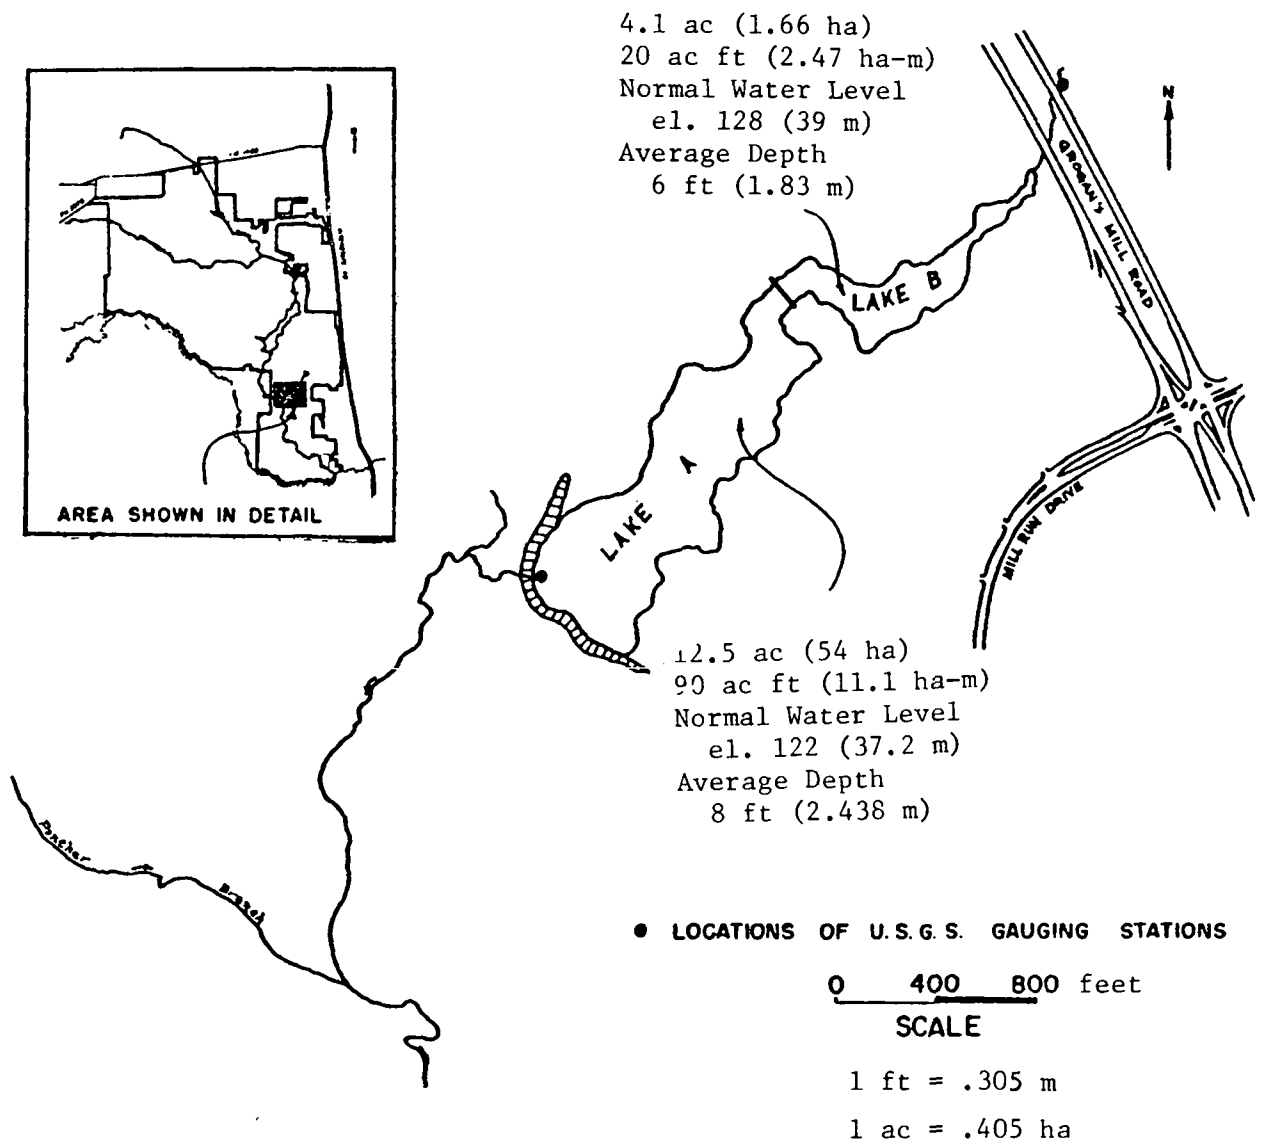 4.1 ac (1.66 ha)
20 ac ft (2.47 ha-m)
Normal Water Level
el. 128 (39 m)
Average Depth
6 ft (1.83 m)
N
GROGAN'S MILL ROAD
LAKE B
LAKE A
AREA SHOWN IN DETAIL
MILL RUN DRIVE
12.5 ac (54 ha)
90 ac ft (11.1 ha-m)
Normal Water Level
el. 122 (37.2 m)
Average Depth
8 ft (2.438 m)
Panther
Branch
LOCATIONS OF U.S.G.S. GAUGING STATIONS
0 400 800 feet
SCALE
1 ft = .305 m
1 ac = .405 ha